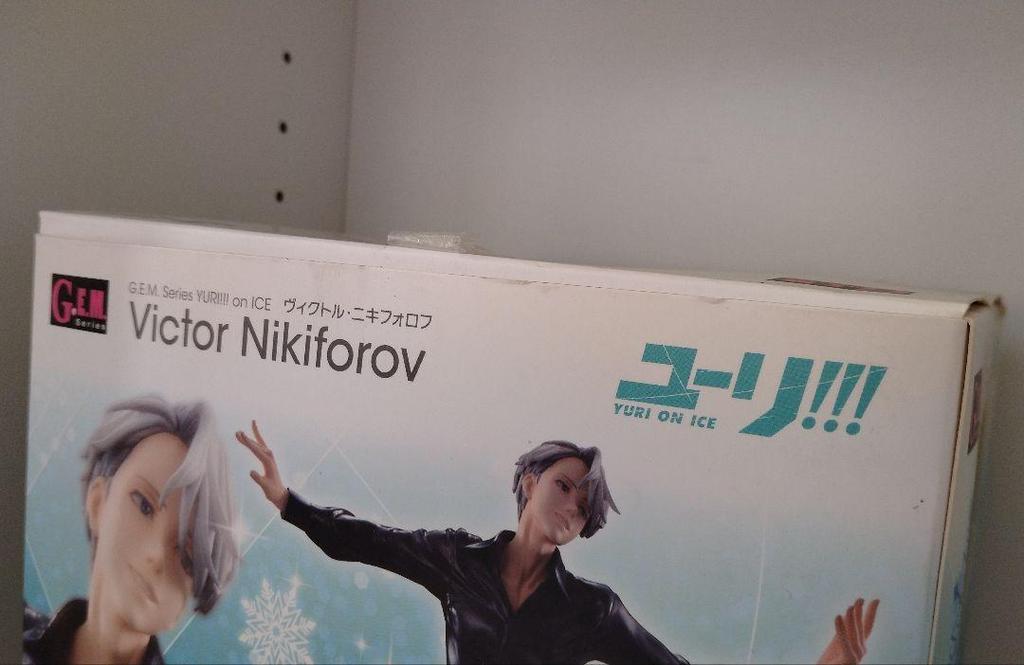 G.E.M.
Series
G.E.M. Series YURI!!! on ICE ヴィクトル・ニキフォロフ
Victor Nikiforov
ユーリ!!!
YURI ON ICE